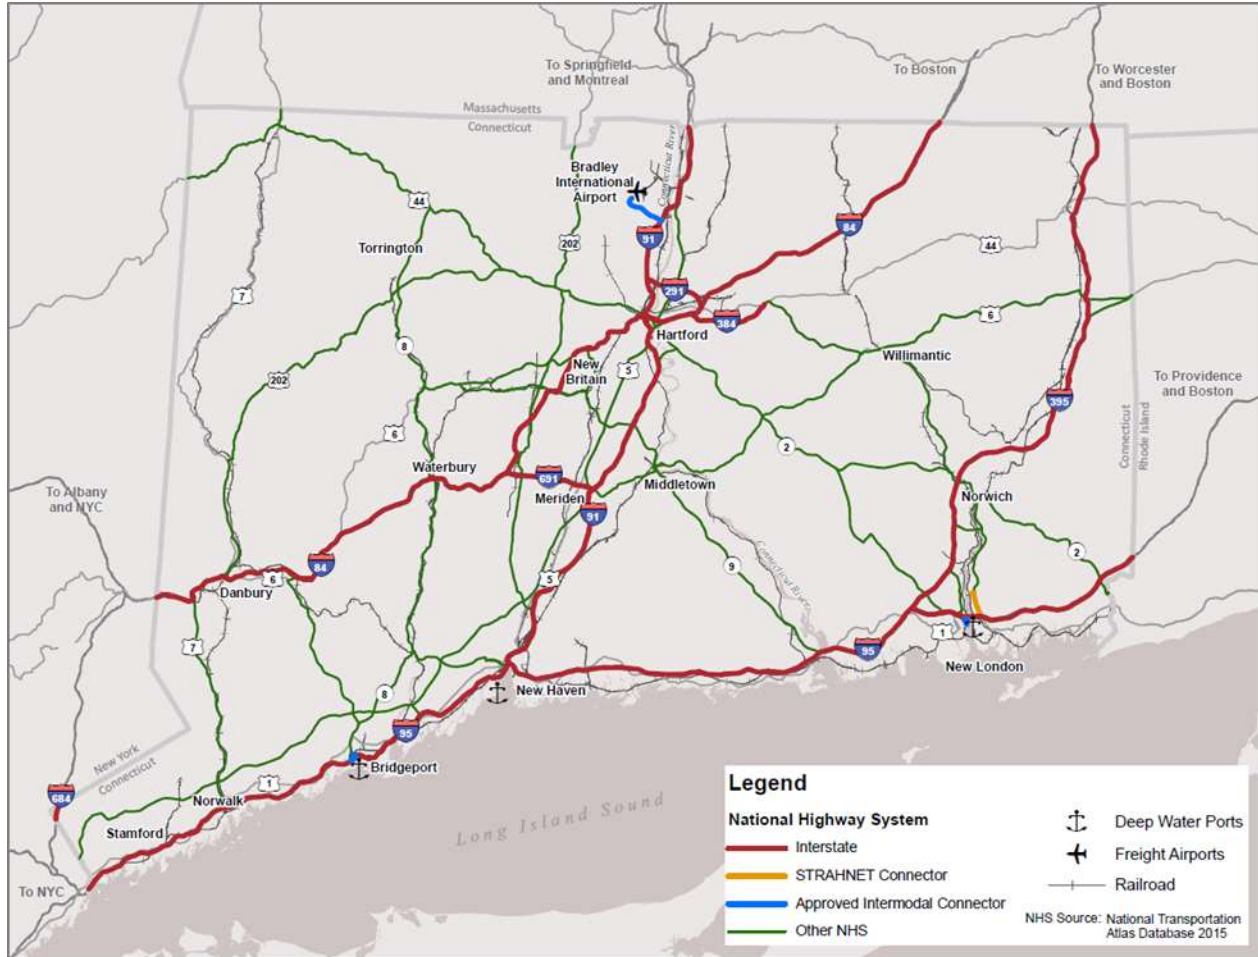 To Springfield
and Montreal
To Boston
To Worcester
and Boston
Massachusetts
Connecticut
Connecticut River
Bradley
International
Airport
44
91
84
Torrington
202
44
7
291
384
6
Hartford
8
5
Willimantic
New
Britain
202
To Providence
and Boston
395
6
2
Connecticut
Rhode Island
Waterbury
691
Middletown
Meriden
To Albany
and NYC
Norwich
91
Connecticut River
2
84
6
5
9
Danbury
1
7
95
New London
8
New Haven
95
New York
Connecticut
Bridgeport
684
1
Norwalk
Stamford
Long Island Sound
To NYC
Legend
National Highway System
Interstate
STRAHNET Connector
Approved Intermodal Connector
Other NHS
Deep Water Ports
Freight Airports
Railroad
NHS Source: National Transportation
Atlas Database 2015